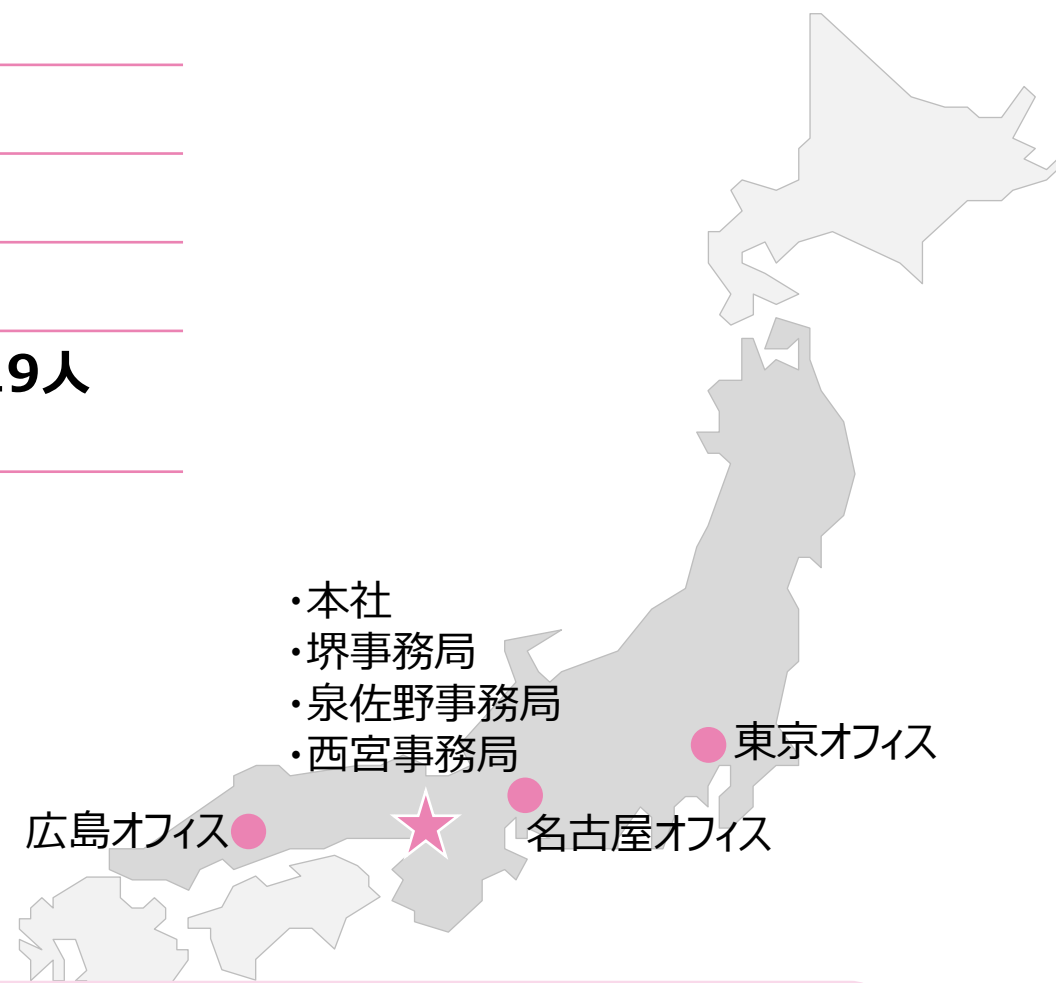 9人
・本社
・堺事務局
・泉佐野事務局
・西宮事務局
東京オフィス
広島オフィス
名古屋オフィス